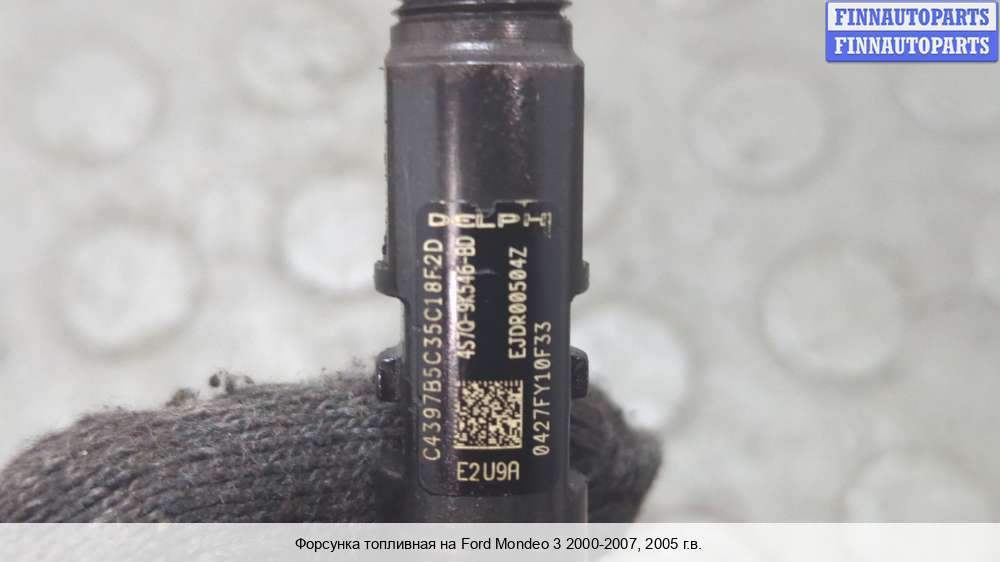 FINNAUTOPARTS
FINNAUTOPARTS
DELPHI
C4397B5C35C18F2D
4S7Q-9K546-BD
EJDR00504Z
0427FY10F33
E2U9A
Форсунка топливная на Ford Mondeo 3 2000-2007, 2005 г.в.